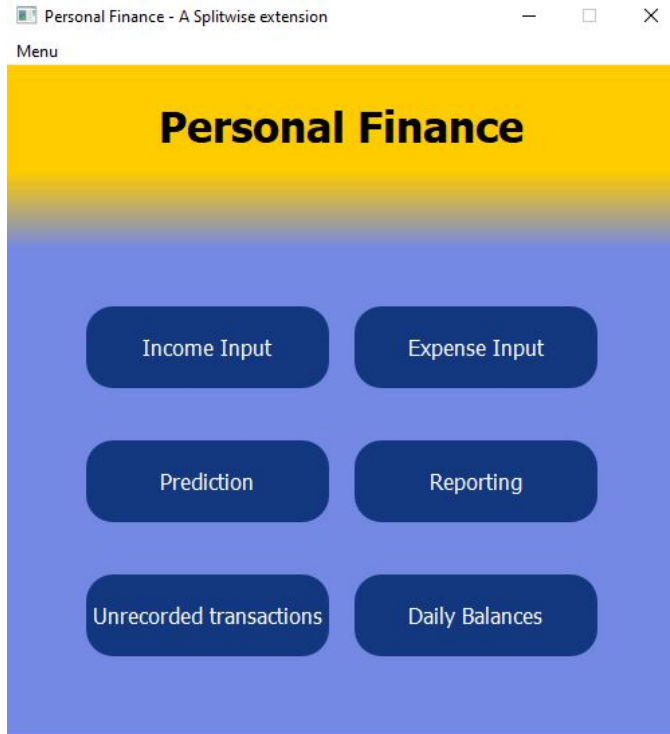 Personal Finance - A Splitwise extension
Menu
Personal Finance
Income Input
Expense Input
Prediction
Reporting
Unrecorded transactions
Daily Balances